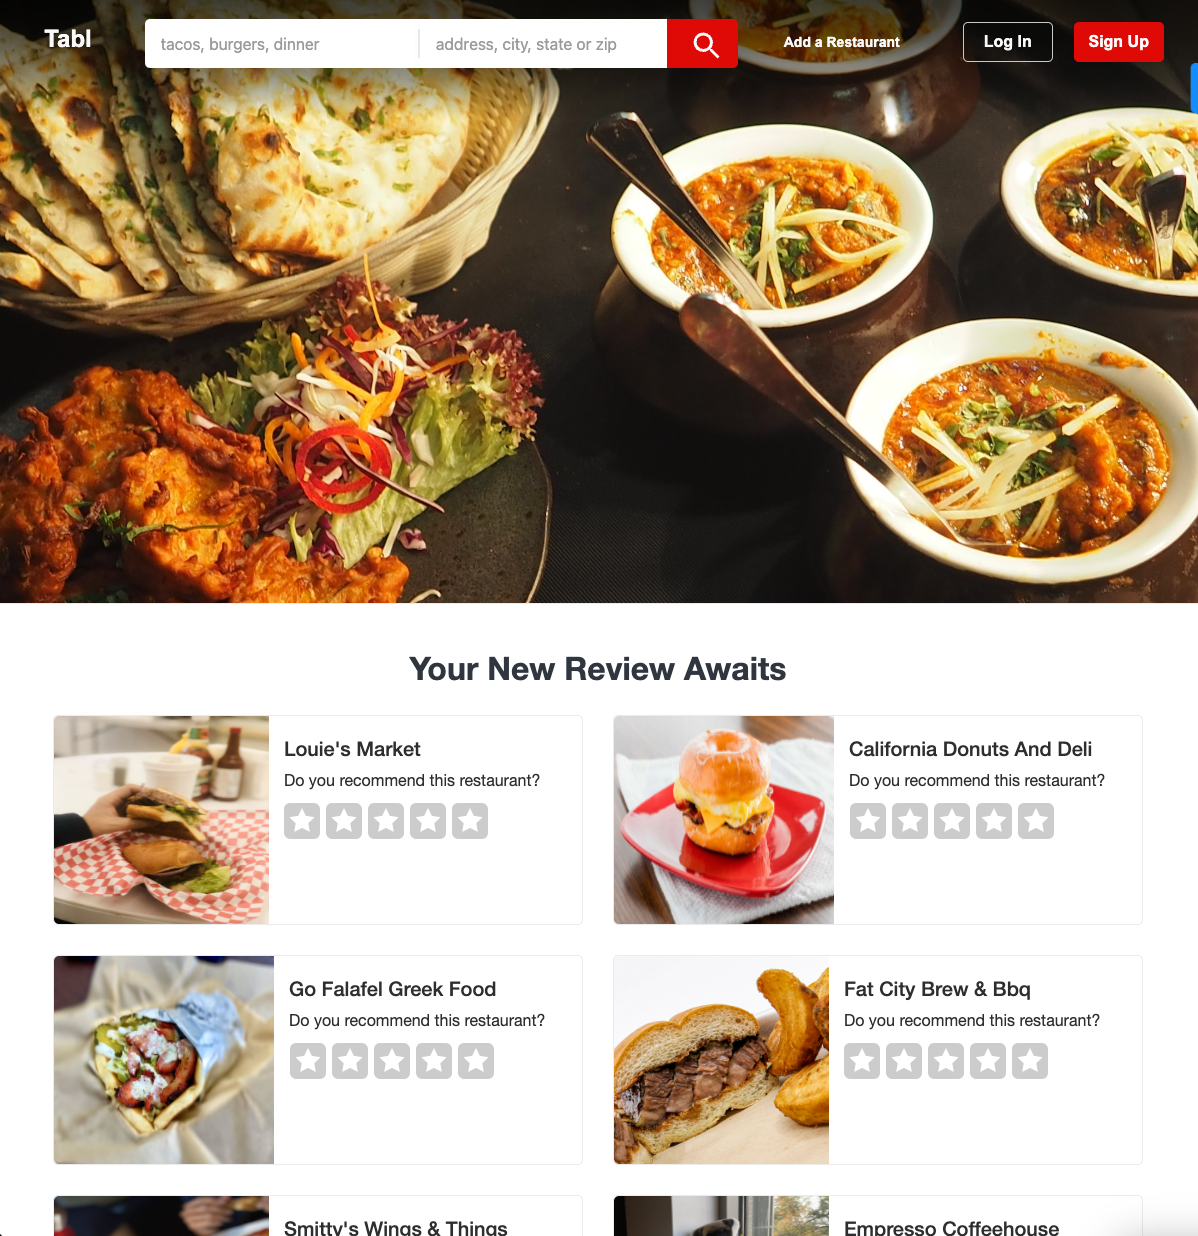 Tabl
tacos, burgers, dinner
address, city, state or zip
Add a Restaurant
Log In
Sign Up
Your New Review Awaits
Louie's Market
Do you recommend this restaurant?
California Donuts And Deli
Do you recommend this restaurant?
Go Falafel Greek Food
Do you recommend this restaurant?
Fat City Brew & Bbq
Do you recommend this restaurant?
Smitty's Wings & Things
Empresso Coffeehouse